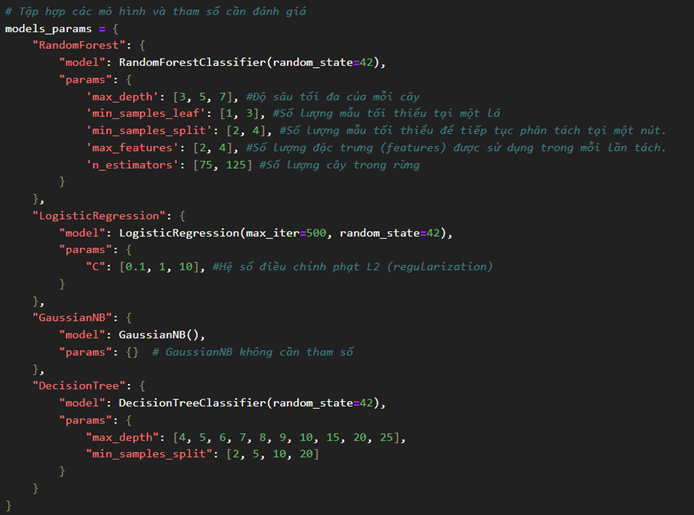 # Tập hợp các mô hình và tham số cần đánh giá
models_params = {
    "RandomForest": {
        "model": RandomForestClassifier(random_state=42),
        "params": {
            'max_depth': [3, 5, 7], #Độ sâu tối đa của mỗi cây
            'min_samples_leaf': [1, 3], #Số lượng mẫu tối thiểu tại một lá
            'min_samples_split': [2, 4], #Số lượng mẫu tối thiểu để tiếp tục phân tách tại một nút.
            'max_features': [2, 4], #Số lượng đặc trưng (features) được sử dụng trong mỗi lần tách.
            'n_estimators': [75, 125] #Số lượng cây trong rừng
        }
    },
    "LogisticRegression": {
        "model": LogisticRegression(max_iter=500, random_state=42),
        "params": {
            "C": [0.1, 1, 10], #Hệ số điều chỉnh phạt L2 (regularization)
        }
    },
    "GaussianNB": {
        "model": GaussianNB(),
        "params": {}  # GaussianNB không cần tham số
    },
    "DecisionTree": {
        "model": DecisionTreeClassifier(random_state=42),
        "params": {
            "max_depth": [4, 5, 6, 7, 8, 9, 10, 15, 20, 25],
            "min_samples_split": [2, 5, 10, 20]
        }
    }
}